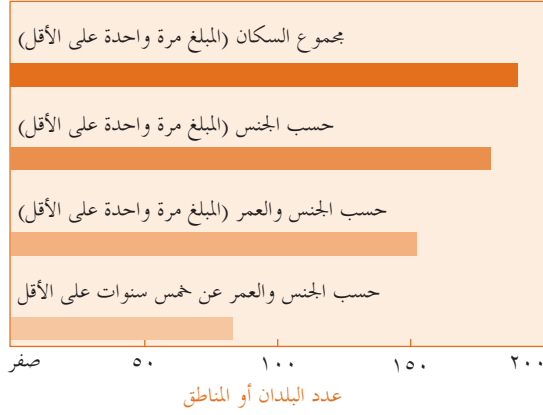 مجموع السكان (المبلغ مرة واحدة على الأقل)
حسب الجنس (المبلغ مرة واحدة على الأقل)
حسب الجنس والعمر (المبلغ مرة واحدة على الأقل)
حسب الجنس والعمر عن خمس سنوات على الأقل
صفر ٥٠ ١٠٠ ١٥٠ ٢٠٠
عدد البلدان أو المناطق